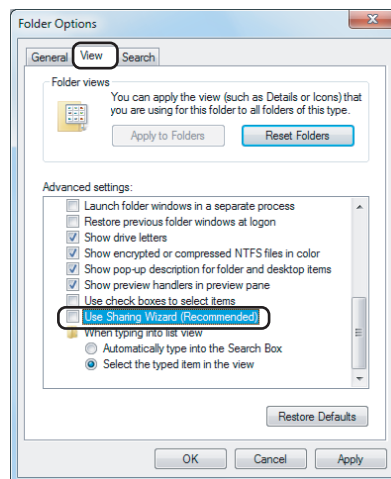 Folder Options
x
General View Search
Folder views
You can apply the view (such as Details or Icons) that
you are using for this folder to all folders of this type.
Apply to Folders Reset Folders
Advanced settings:
Launch folder windows in a separate process
Restore previous folder windows at logon
Show drive letters
Show encrypted or compressed NTFS files in color
Show pop-up description for folder and desktop items
Show preview handlers in preview pane
Use check boxes to select items
Use Sharing Wizard (Recommended)
When typing into list view
Automatically type into the Search Box
Select the typed item in the view
Restore Defaults
OK Cancel Apply